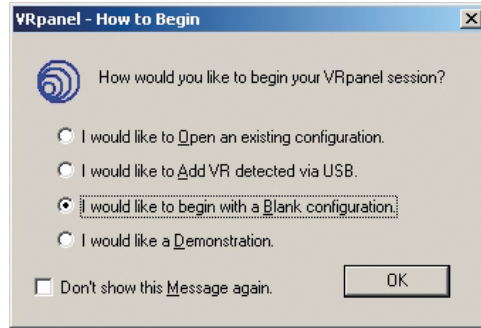 VRpanel - How to Begin
How would you like to begin your VRpanel session?
I would like to Open an existing configuration.
I would like to Add VR detected via USB.
I would like to begin with a Blank configuration.
I would like a Demonstration.
Don't show this Message again.
OK